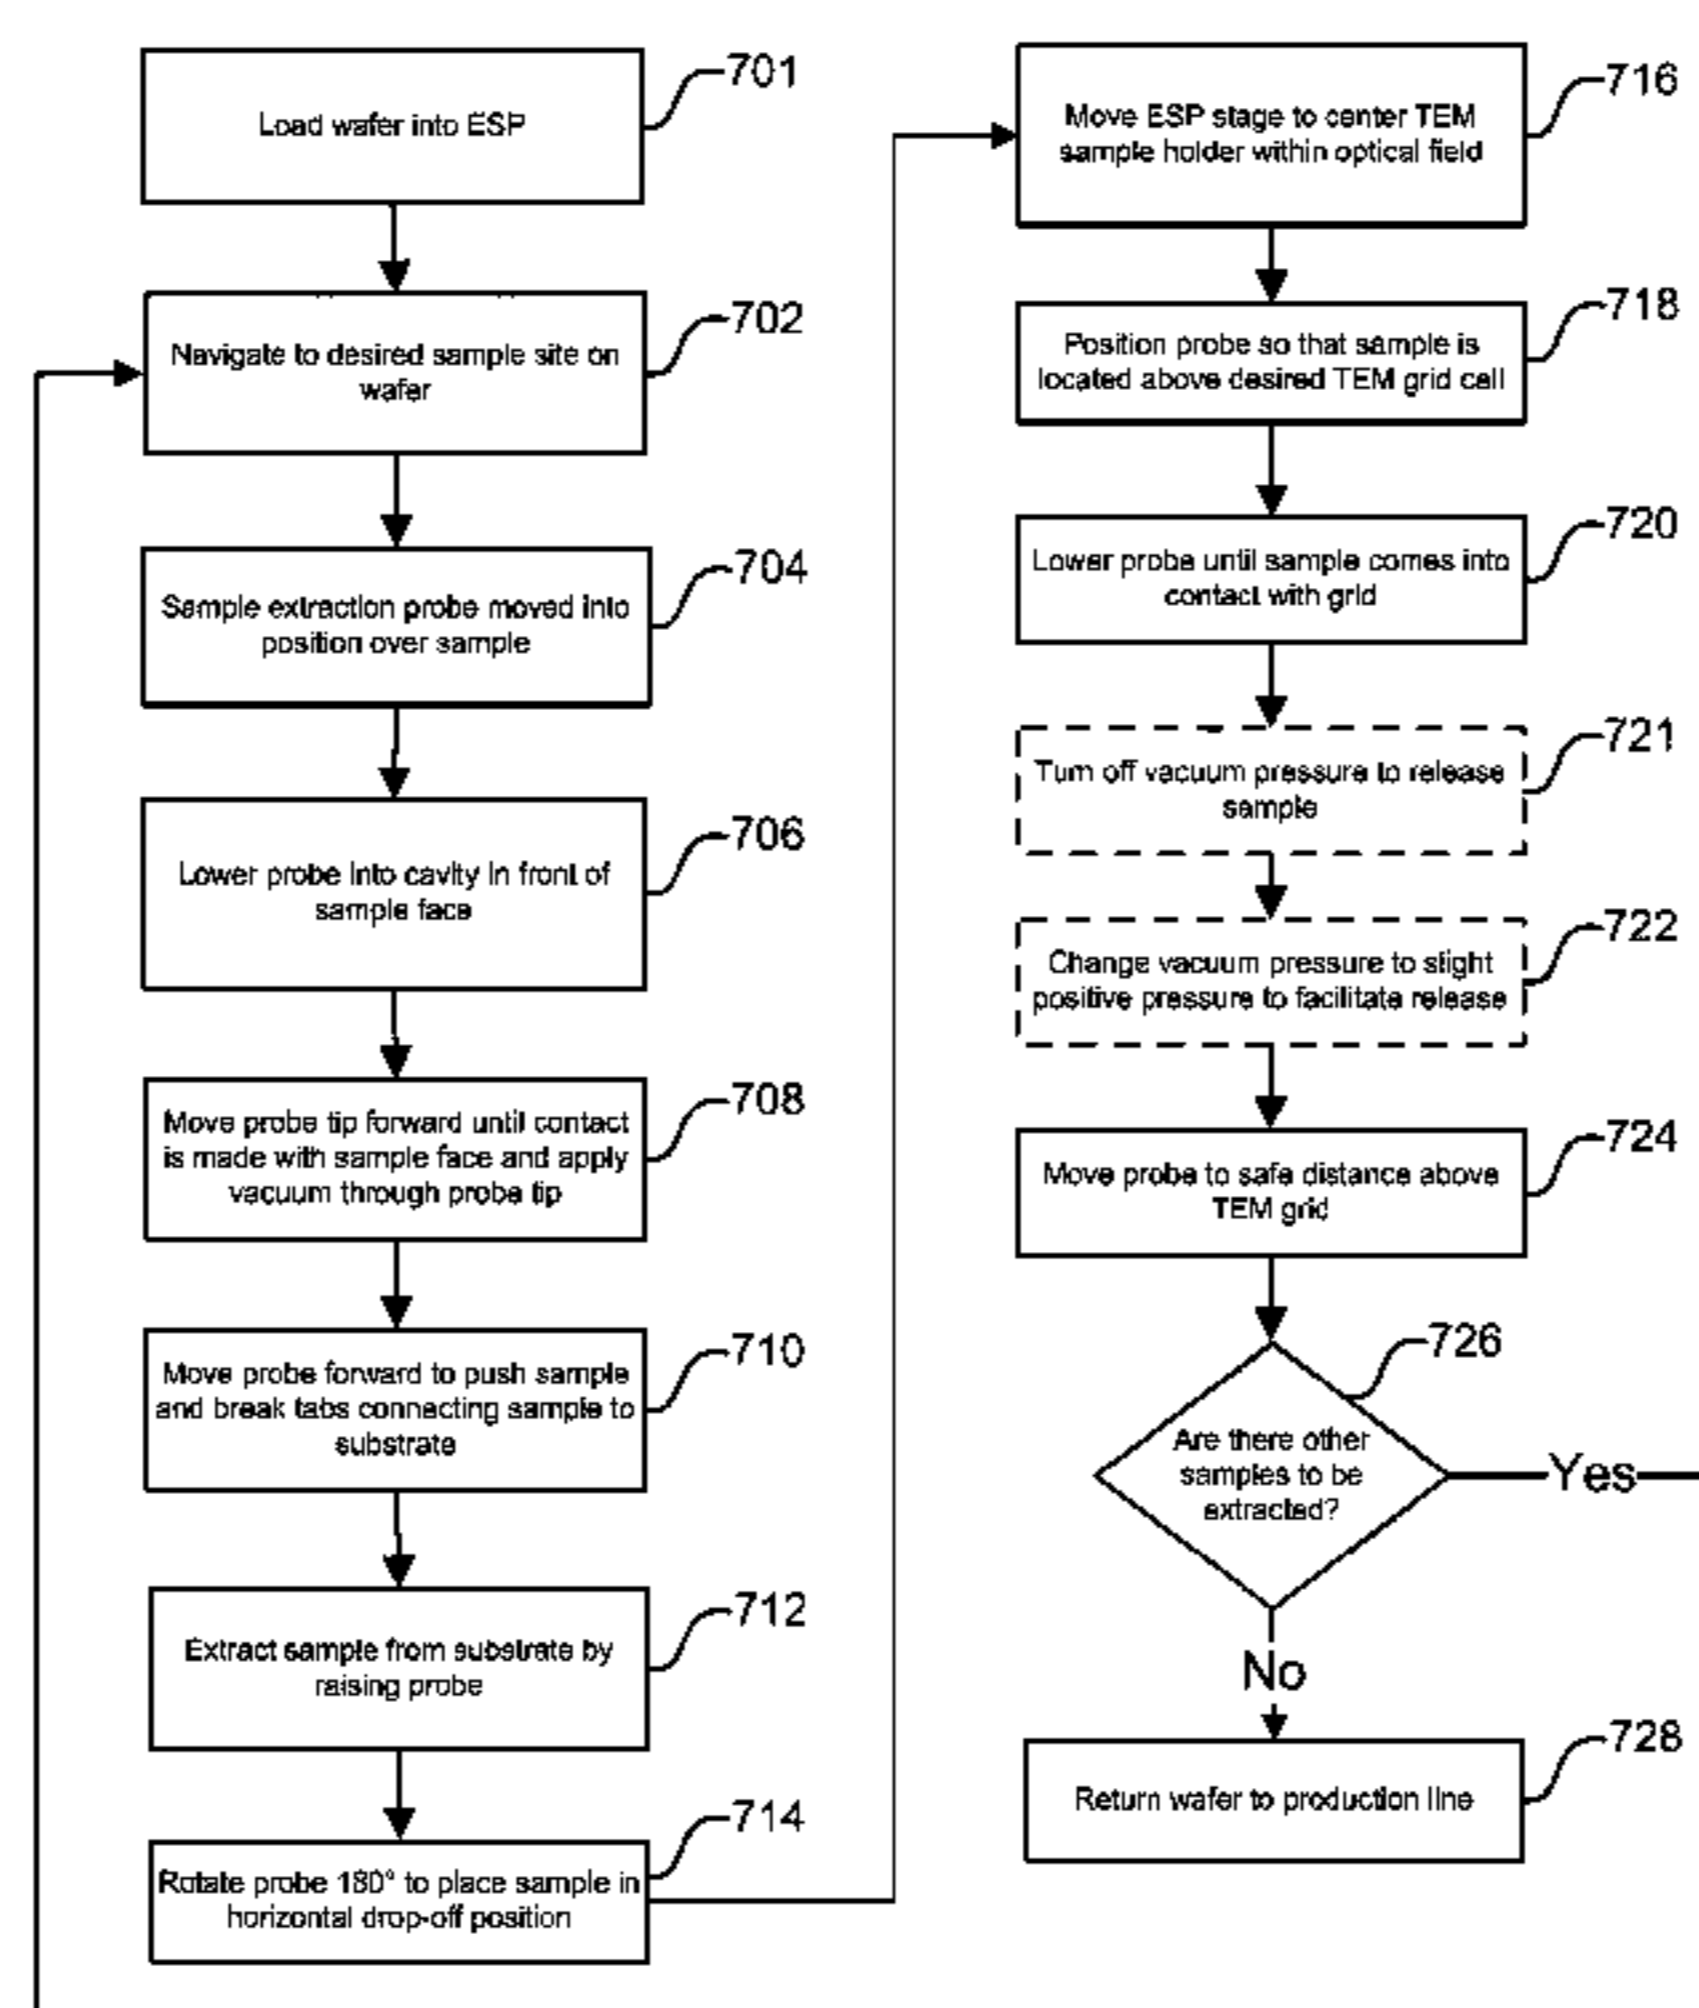 Load wafer into ESP
701
Navigate to desired sample site on
wafer
702
Sample extraction probe moved into
position over sample
704
Lower probe into cavity in front of
sample face
706
Move probe tip forward until contact
is made with sample face and apply
vacuum through probe tip
708
Move probe forward to push sample
and break tabs connecting sample to
substrate
710
Extract sample from substrate by
raising probe
712
Rotate probe 180° to place sample in
horizontal drop-off position
714
Move ESP stage to center TEM
sample holder within optical field
716
Position probe so that sample is
located above desired TEM grid cell
718
Lower probe until sample comes into
contact with grid
720
Turn off vacuum pressure to release
sample
721
Change vacuum pressure to slight
positive pressure to facilitate release
722
Move probe to safe distance above
TEM grid
724
Are there other
samples to be
extracted?
726
Yes
No
Return wafer to production line
728